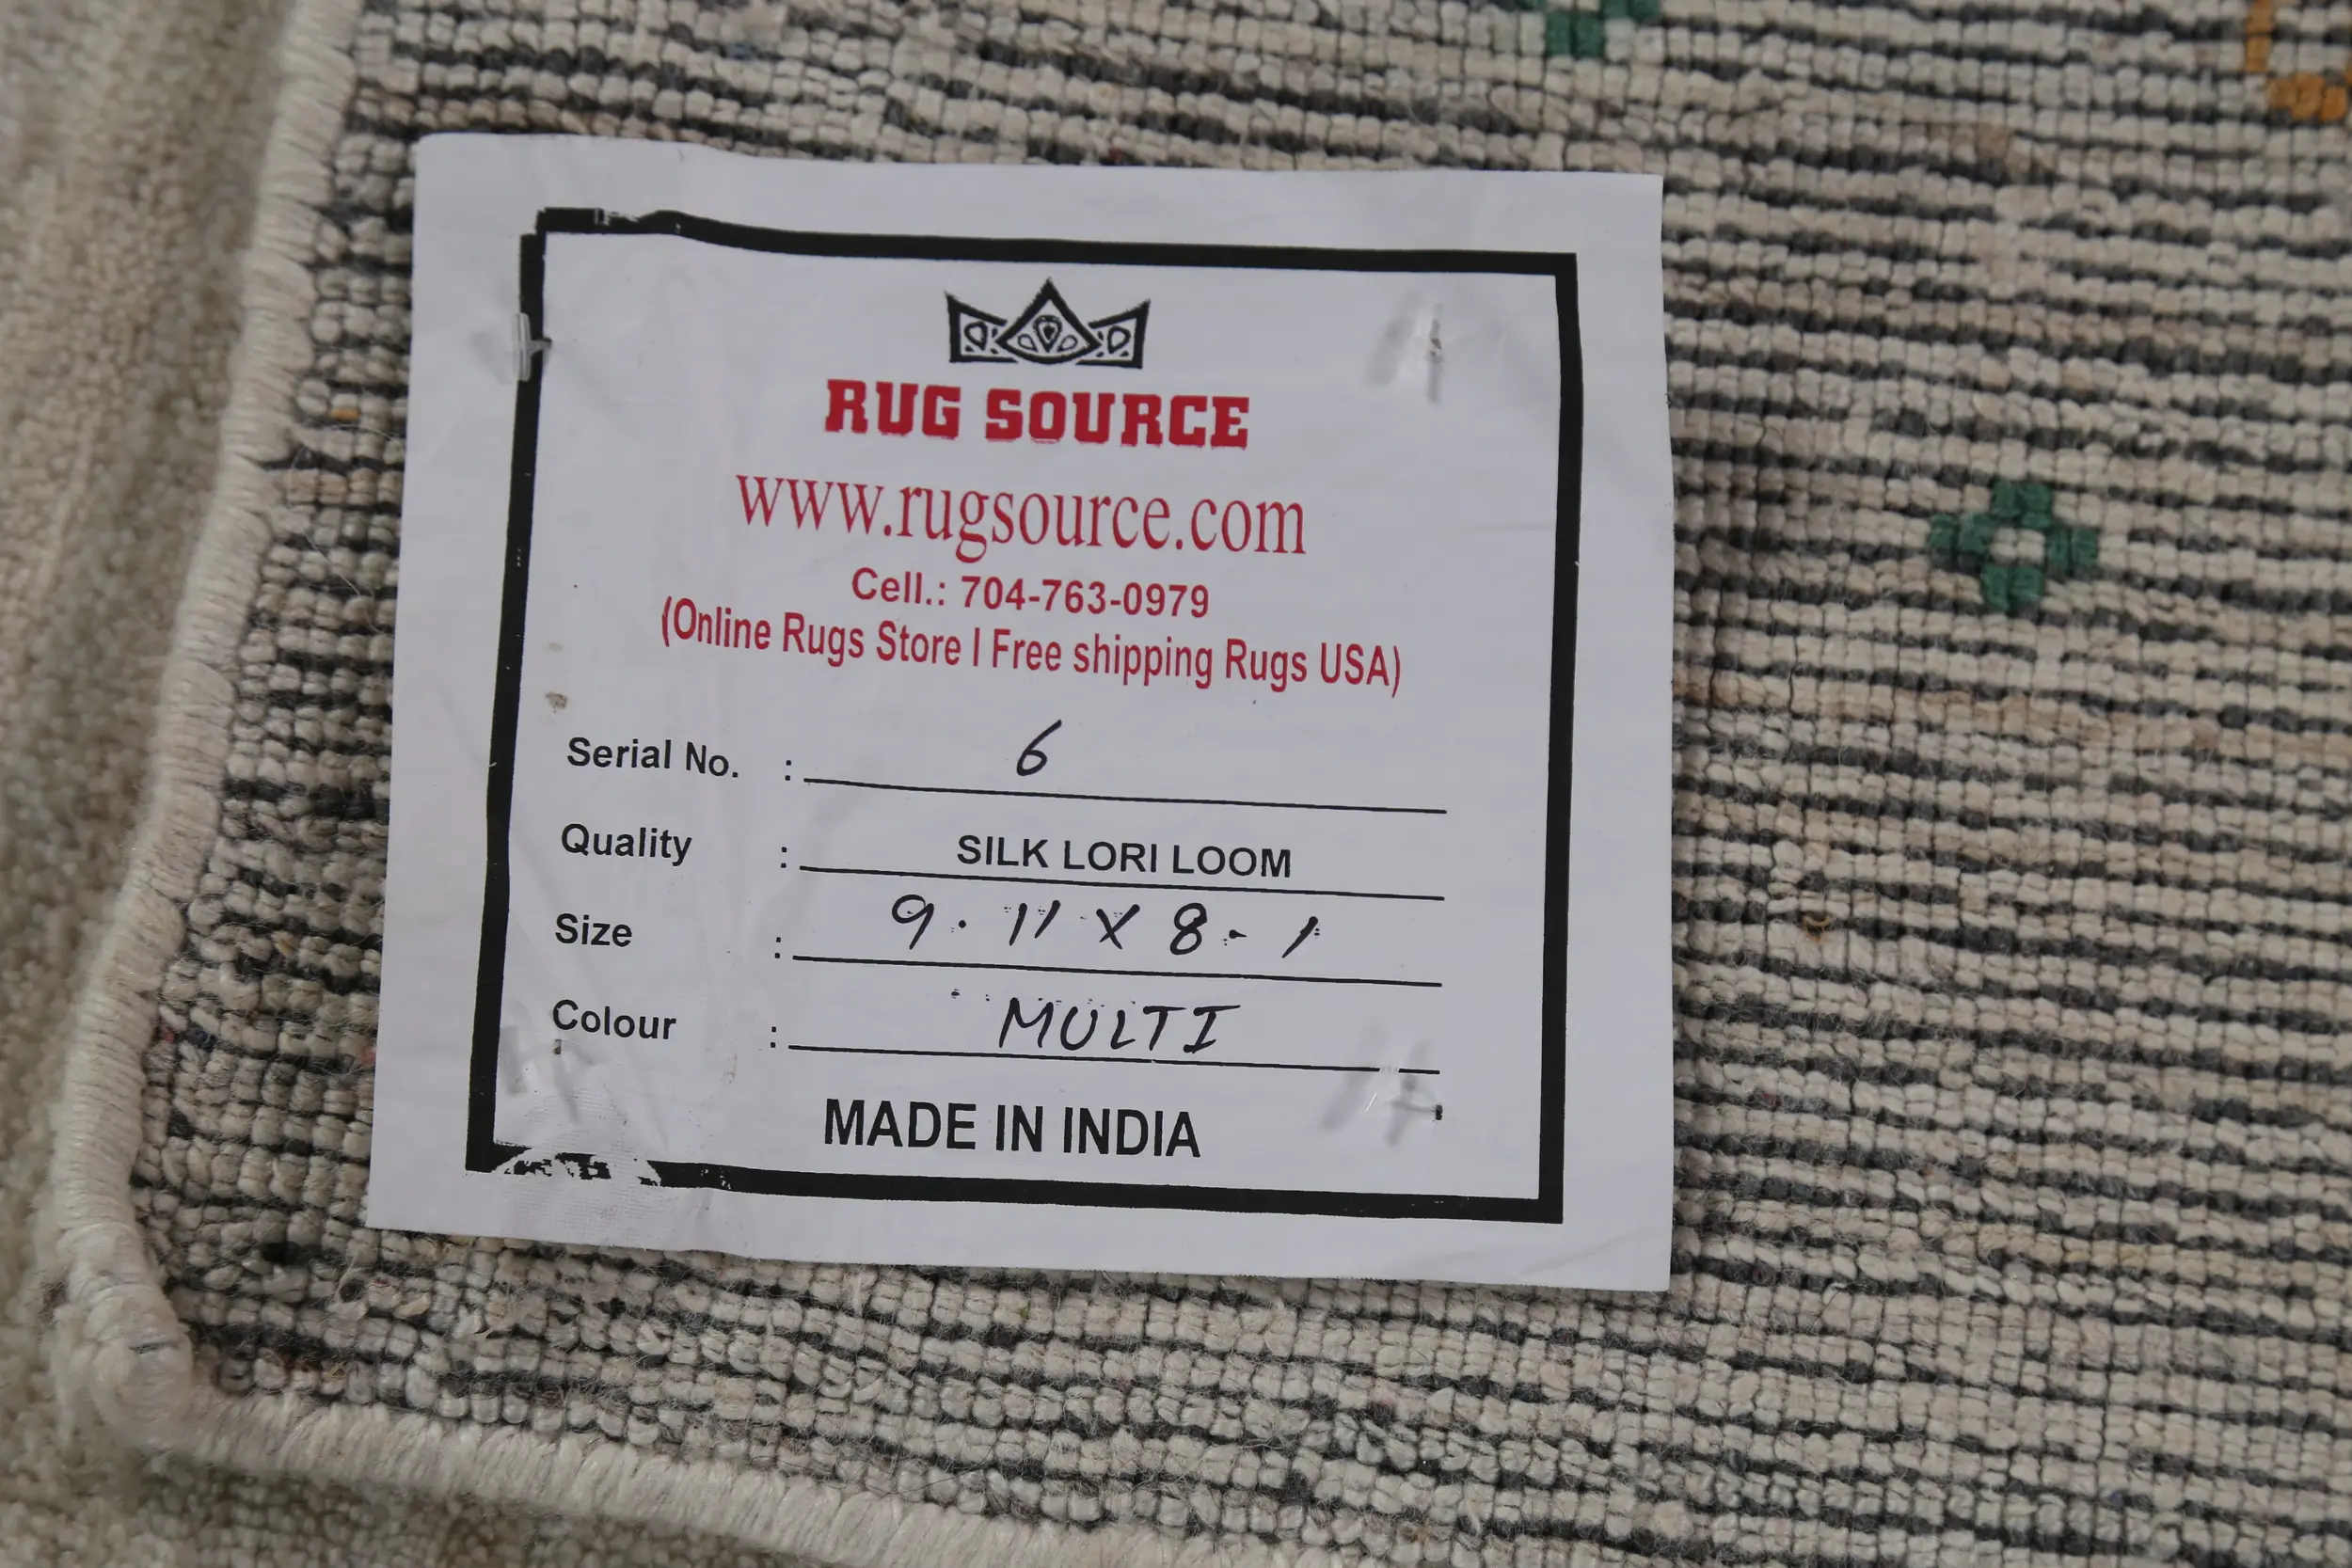 RUG SOURCE
www.rugsource.com
Cell.: 704-763-0979
(Online Rugs Store I Free shipping Rugs USA)
Serial No. : 6
Quality : SILK LORI LOOM
Size : 9.11 X 8-1
Colour : MULTI
MADE IN INDIA